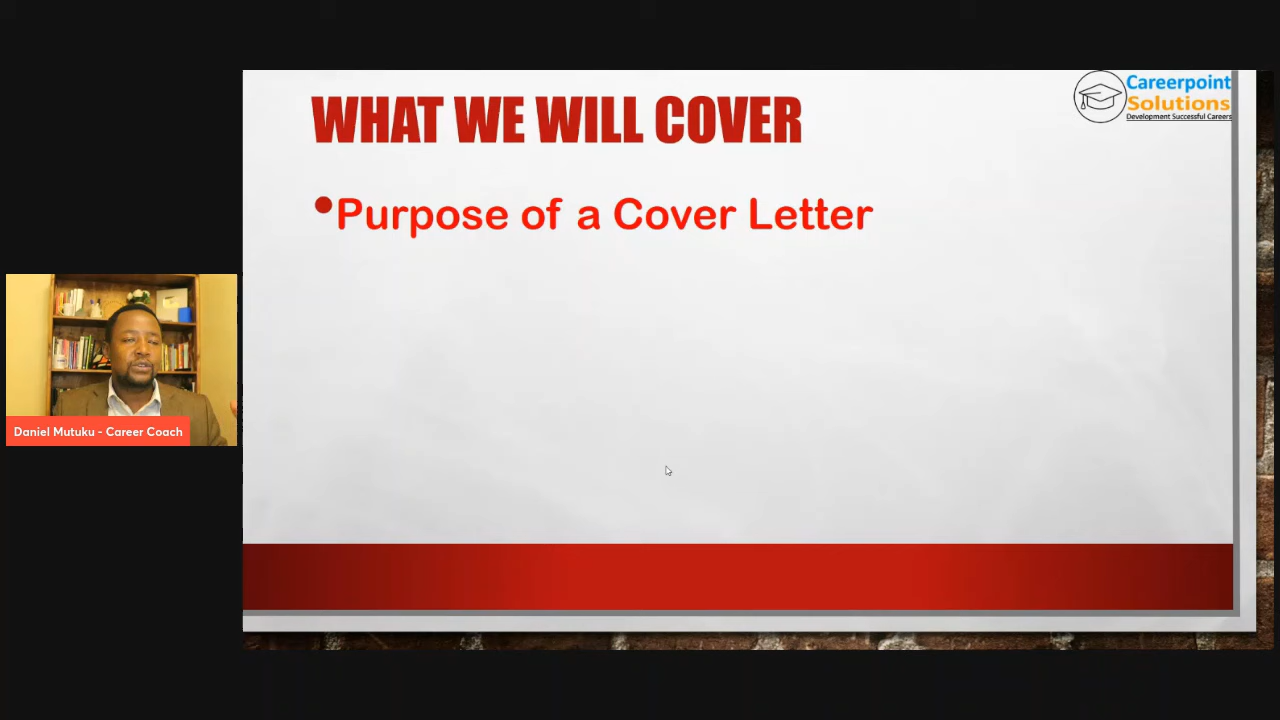 WHAT WE WILL COVER
Careerpoint
Solutions
Development Successful Careers
•Purpose of a Cover Letter
Daniel Mutuku - Career Coach